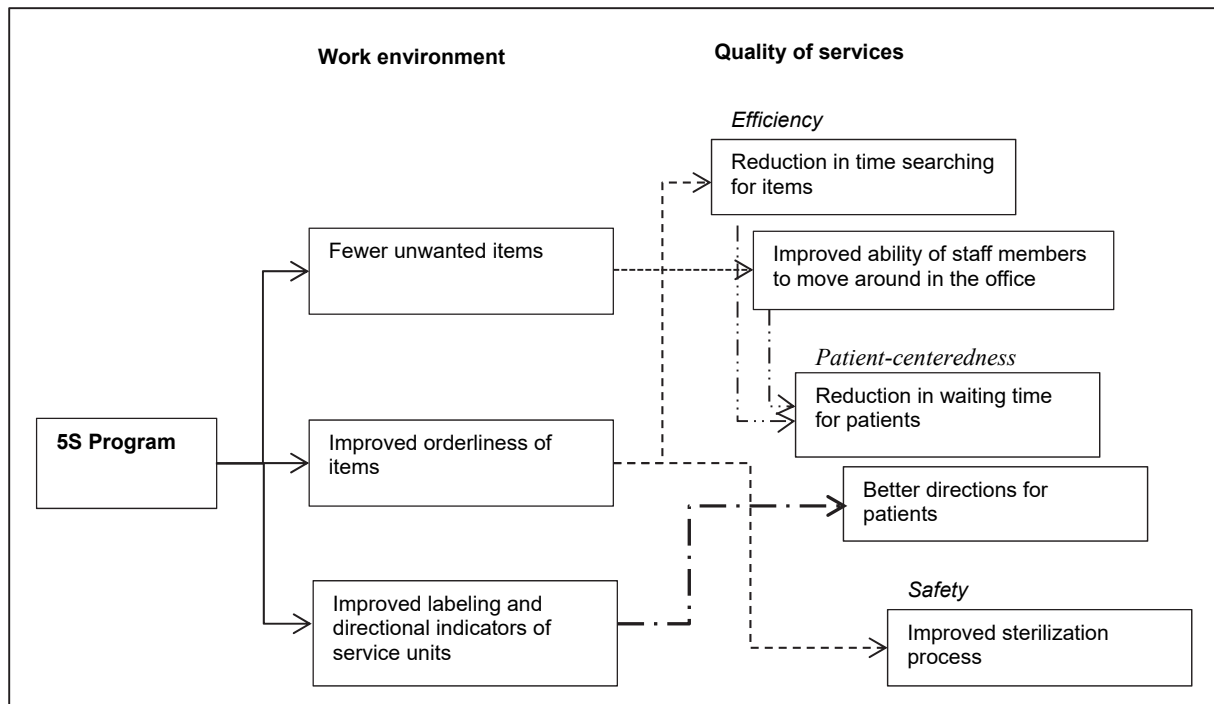 Work environment
Quality of services
Efficiency
Reduction in time searching
for items
Fewer unwanted items
Improved ability of staff members
to move around in the office
Patient-centeredness
Reduction in waiting time
for patients
5S Program
Improved orderliness of
items
Better directions for
patients
Improved labeling and
directional indicators of
service units
Safety
Improved sterilization
process